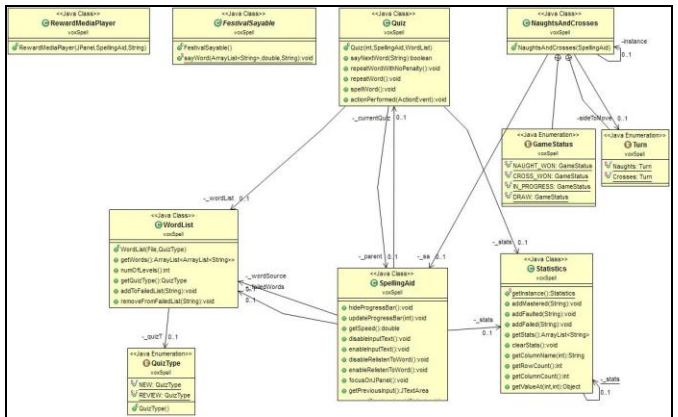 <<Java Class>>
RewardMediaPlayer
voxSpell
RewardMediaPlayer(JPanel,SpellingAid,String)
<<Java Class>>
FestivalSayable
voxSpell
FestivalSayable()
sayWord(ArrayList<String>,double,String):void
<<Java Class>>
Quiz
voxSpell
Quiz(int,SpellingAid,WordList)
sayNextWord(String):boolean
repeatWordWithNoPenalty():void
repeatWord():void
spellWord():void
actionPerformed(ActionEvent):void
<<Java Class>>
NaughtsAndCrosses
voxSpell
NaughtsAndCrosses(SpellingAid)
-instance
0..1
-_currentQuiz
0..1
-sideToMove
0..1
<<Java Enumeration>>
GameStatus
voxSpell
NAUGHT_WON: GameStatus
CROSS_WON: GameStatus
IN_PROGRESS: GameStatus
DRAW: GameStatus
<<Java Enumeration>>
Turn
voxSpell
Naughts: Turn
Crosses: Turn
-_wordList
0..1
<<Java Class>>
WordList
voxSpell
WordList(File,QuizType)
getWords():ArrayList<ArrayList<String>>
numOfLevels():int
getQuizType():QuizType
addToFailedList(String):void
removeFromFailedList(String):void
-_parent
0..1
-_sa
0..1
-_stats
0..1
-_wordSource
0..1
-_failedWords
0..1
<<Java Class>>
SpellingAid
voxSpell
hideProgressBar():void
updateProgressBar(int):void
getSpeed():double
disableInputText():void
enableInputText():void
disableRelistenToWord():void
enableRelistenToWord():void
focusOnJPanel():void
getPreviousInput():JTextArea
<<Java Class>>
Statistics
voxSpell
getInstance():Statistics
addMastered(String):void
addFaulted(String):void
addFailed(String):void
getStats():ArrayList<String>
clearStats():void
getColumnName(int):String
getRowCount():int
getColumnCount():int
getValueAt(int,int):Object
-_stats
0..1
-_stats
0..1
-_quizT
0..1
<<Java Enumeration>>
QuizType
voxSpell
NEW: QuizType
REVIEW: QuizType
QuizType()